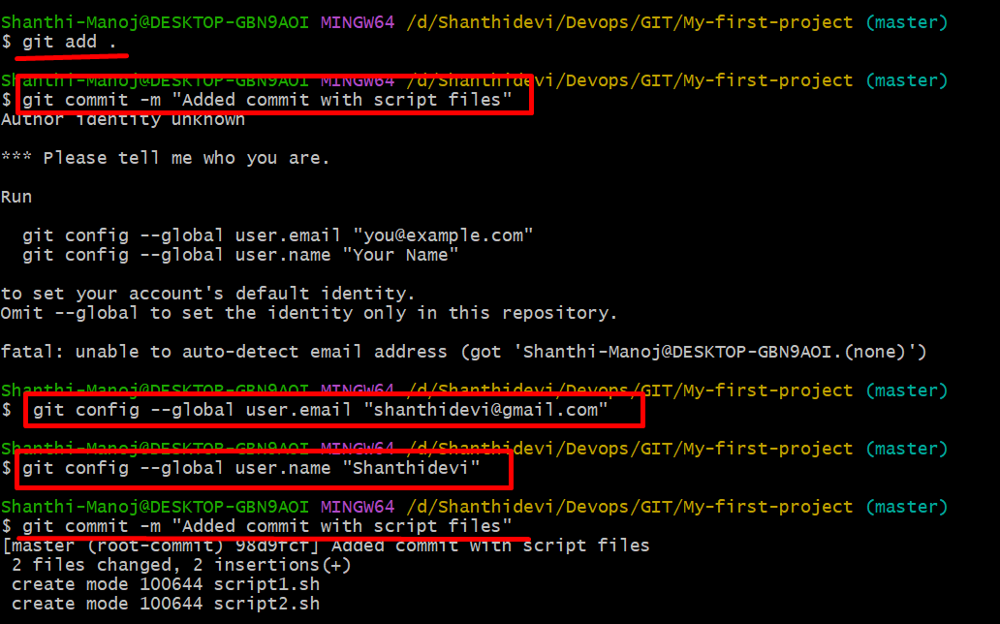 Shanthi-Manoj@DESKTOP-GBN9AOI MINGW64 /d/Shanthidevi/Devops/GIT/My-first-project (master)
$ git add .
Shanthi-Manoj@DESKTOP-GBN9AOI MINGW64 /d/Shanthidevi/Devops/GIT/My-first-project (master)
$ git commit -m "Added commit with script files"
Author identity unknown
*** Please tell me who you are.
Run
git config --global user.email "you@example.com"
git config --global user.name "Your Name"
to set your account's default identity.
Omit --global to set the identity only in this repository.
fatal: unable to auto-detect email address (got 'Shanthi-Manoj@DESKTOP-GBN9AOI.(none)')
Shanthi-Manoj@DESKTOP-GBN9AOI MINGW64 /d/Shanthidevi/Devops/GIT/My-first-project (master)
$ git config --global user.email "shanthidevi@gmail.com"
Shanthi-Manoj@DESKTOP-GBN9AOI MINGW64 /d/Shanthidevi/Devops/GIT/My-first-project (master)
$ git config --global user.name "Shanthidevi"
Shanthi-Manoj@DESKTOP-GBN9AOI MINGW64 /d/Shanthidevi/Devops/GIT/My-first-project (master)
$ git commit -m "Added commit with script files"
[master (root-commit) 98d9fcf] Added commit with script files
2 files changed, 2 insertions(+)
create mode 100644 script1.sh
create mode 100644 script2.sh